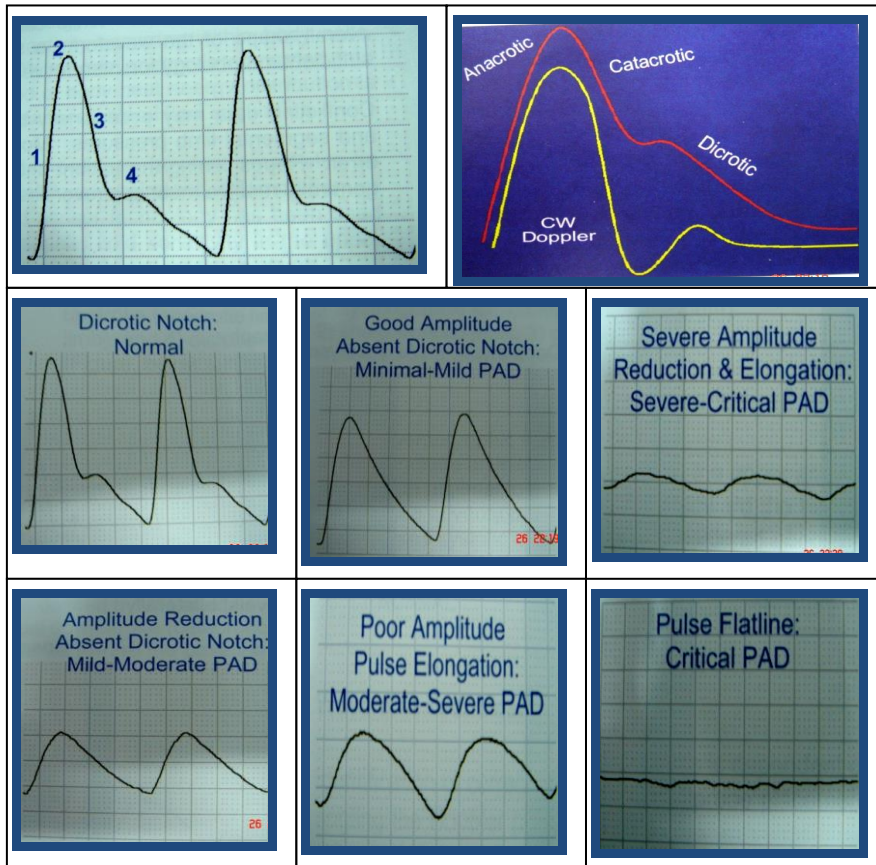 2
3
1
4
Anacrotic
Catacrotic
Dicrotic
CW
Doppler
Dicrotic Notch:
Normal
Good Amplitude
Absent Dicrotic Notch:
Minimal-Mild PAD
26
Severe Amplitude
Reduction & Elongation:
Severe-Critical PAD
Amplitude Reduction
Absent Dicrotic Notch:
Mild-Moderate PAD
26
Poor Amplitude
Pulse Elongation:
Moderate-Severe PAD
Pulse Flatline:
Critical PAD